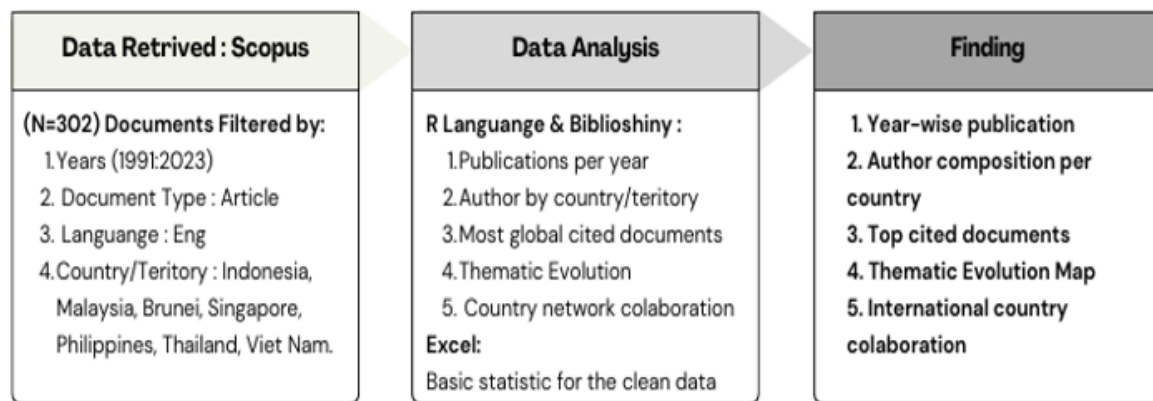 Data Retrived : Scopus
(N=302) Documents Filtered by:
1.Years (1991:2023)
2. Document Type : Article
3. Languange : Eng
4.Country/Teritory : Indonesia,
Malaysia, Brunei, Singapore,
Philippines, Thailand, Viet Nam.
Data Analysis
R Languange & Biblioshiny :
1.Publications per year
2.Author by country/teritory
3.Most global cited documents
4.Thematic Evolution
5. Country network colaboration
Excel:
Basic statistic for the clean data
Finding
1. Year-wise publication
2. Author composition per
country
3. Top cited documents
4. Thematic Evolution Map
5. International country
colaboration